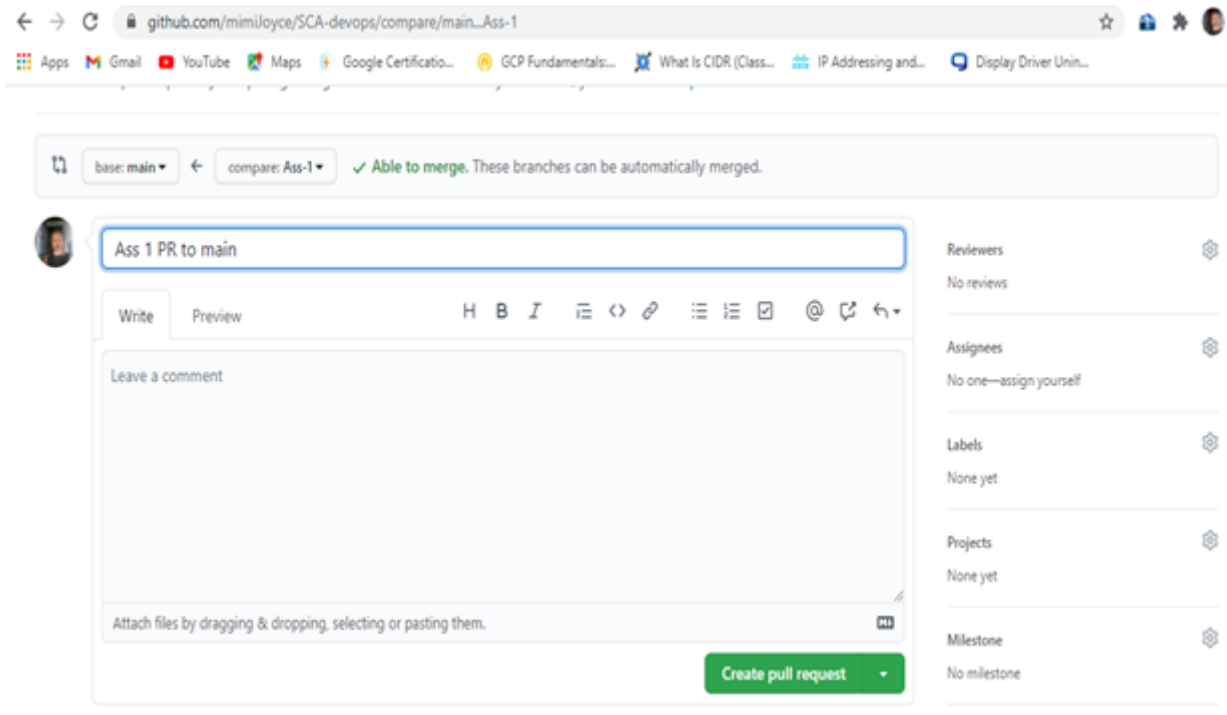 github.com/mimiJoyce/SCA-devops/compare/main...Ass-1
Apps Gmail YouTube Maps Google Certificatio... GCP Fundamentals:... What Is CIDR (Class... IP Addressing and... Display Driver Unin...
base: main compare: Ass-1 Able to merge. These branches can be automatically merged.
Ass 1 PR to main
Write Preview
Leave a comment
Attach files by dragging & dropping, selecting or pasting them.
Create pull request
Reviewers
No reviews
Assignees
No one—assign yourself
Labels
None yet
Projects
None yet
Milestone
No milestone